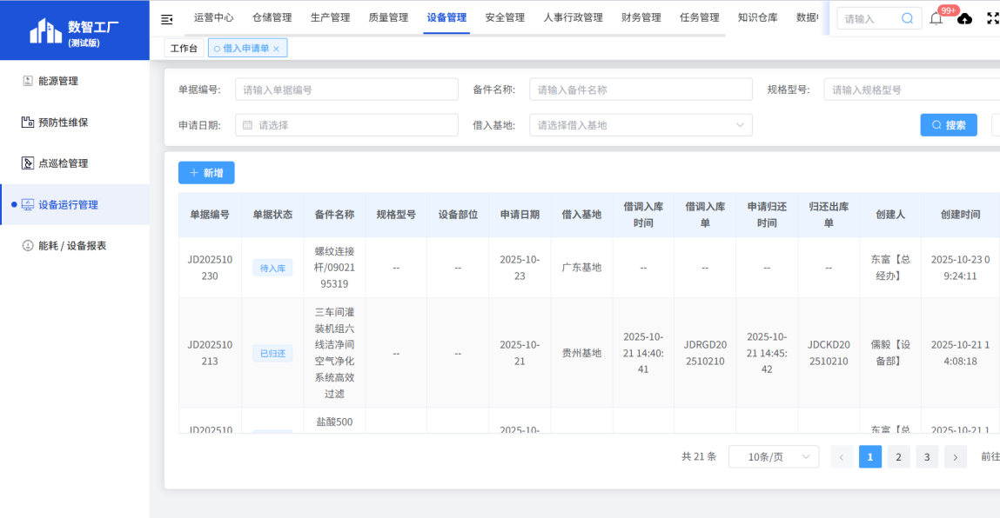 数智工厂
(测试版)
运营中心 仓储管理 生产管理 质量管理 设备管理 安全管理 人事行政管理 财务管理 任务管理 知识仓库 数据
请输入
99+
工作台 借入申请单 ×
能源管理
预防性维保
点巡检管理
设备运行管理
能耗 / 设备报表
单据编号: 请输入单据编号 备件名称: 请输入备件名称 规格型号: 请输入规格型号
申请日期: 请选择 借入基地: 请选择借入基地 搜索
+ 新增
单据编号 单据状态 备件名称 规格型号 设备部位 申请日期 借入基地 借调入库时间 借调入库单 申请归还时间 归还出库单 创建人 创建时间
JD202510230 待入库 螺纹连接杆/0902195319 -- -- 2025-10-23 广东基地 -- -- -- -- 东富【总经办】 2025-10-23 09:24:11
JD202510213 已归还 三车间灌装机组六线洁净间空气净化系统高效过滤 -- -- 2025-10-21 贵州基地 2025-10-21 14:40:41 JDRGD202510210 2025-10-21 14:45:42 JDCKD202510210 儒毅【设备部】 2025-10-21 14:08:18
JD202510 盐酸500 2025-10- 东富【总 2025-10-21 1
共 21 条 10条/页 < 1 2 3 > 前往